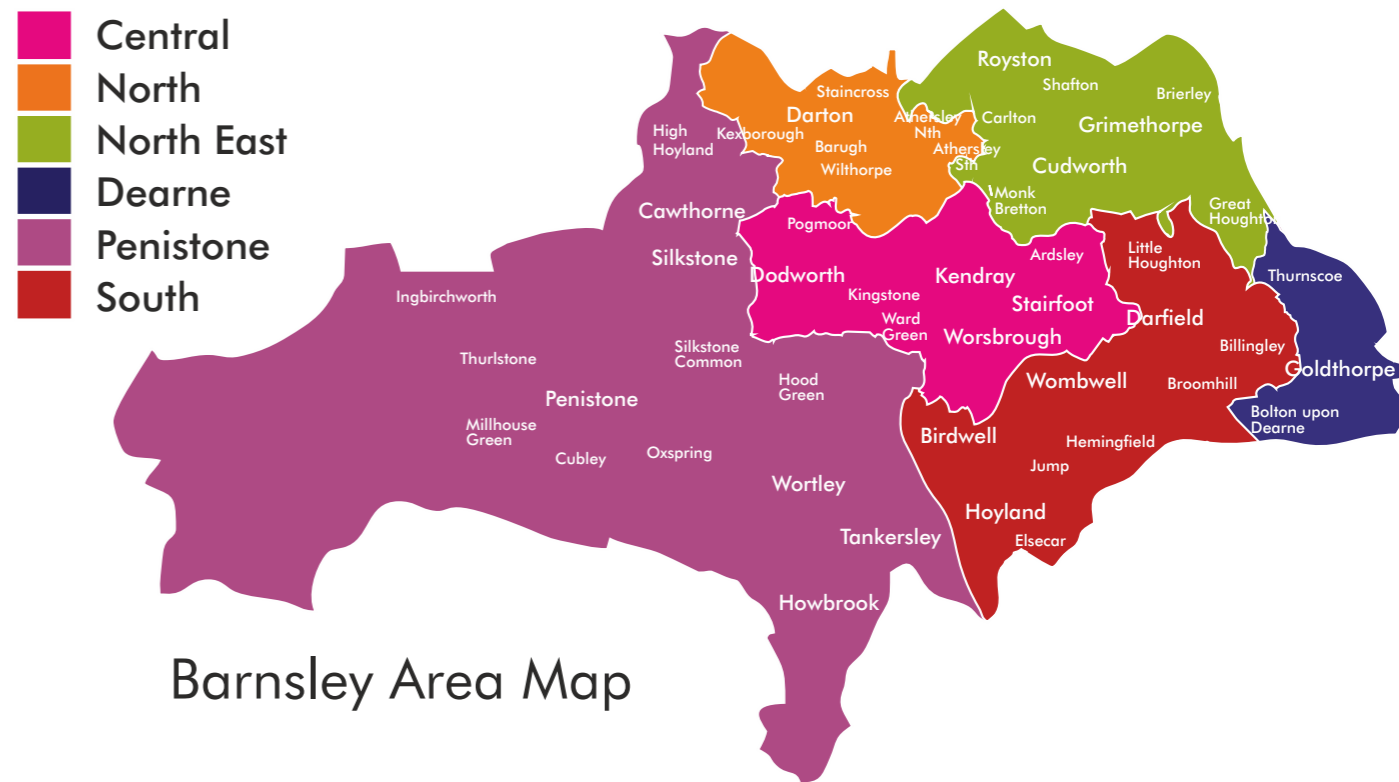 Central
North
North East
Dearne
Penistone
South
Royston
Shafton
Brierley
Staincross
Darton
Athersley
Nth
Carlton
Grimethorpe
High
Hoyland
Kexborough
Barugh
Athersley
Sth
Wilthorpe
Cudworth
Monk
Bretton
Great
Houghton
Cawthorne
Pogmoor
Silkstone
Dodworth
Kendray
Ardsley
Little
Houghton
Thurnscoe
Ingbirchworth
Kingstone
Stairfoot
Ward
Green
Worsbrough
Darfield
Billingley
Goldthorpe
Thurlstone
Silkstone
Common
Hood
Green
Wombwell
Broomhill
Penistone
Bolton upon
Dearne
Millhouse
Green
Cubley
Oxspring
Birdwell
Hemingfield
Jump
Wortley
Hoyland
Elsecar
Tankersley
Howbrook
Barnsley Area Map